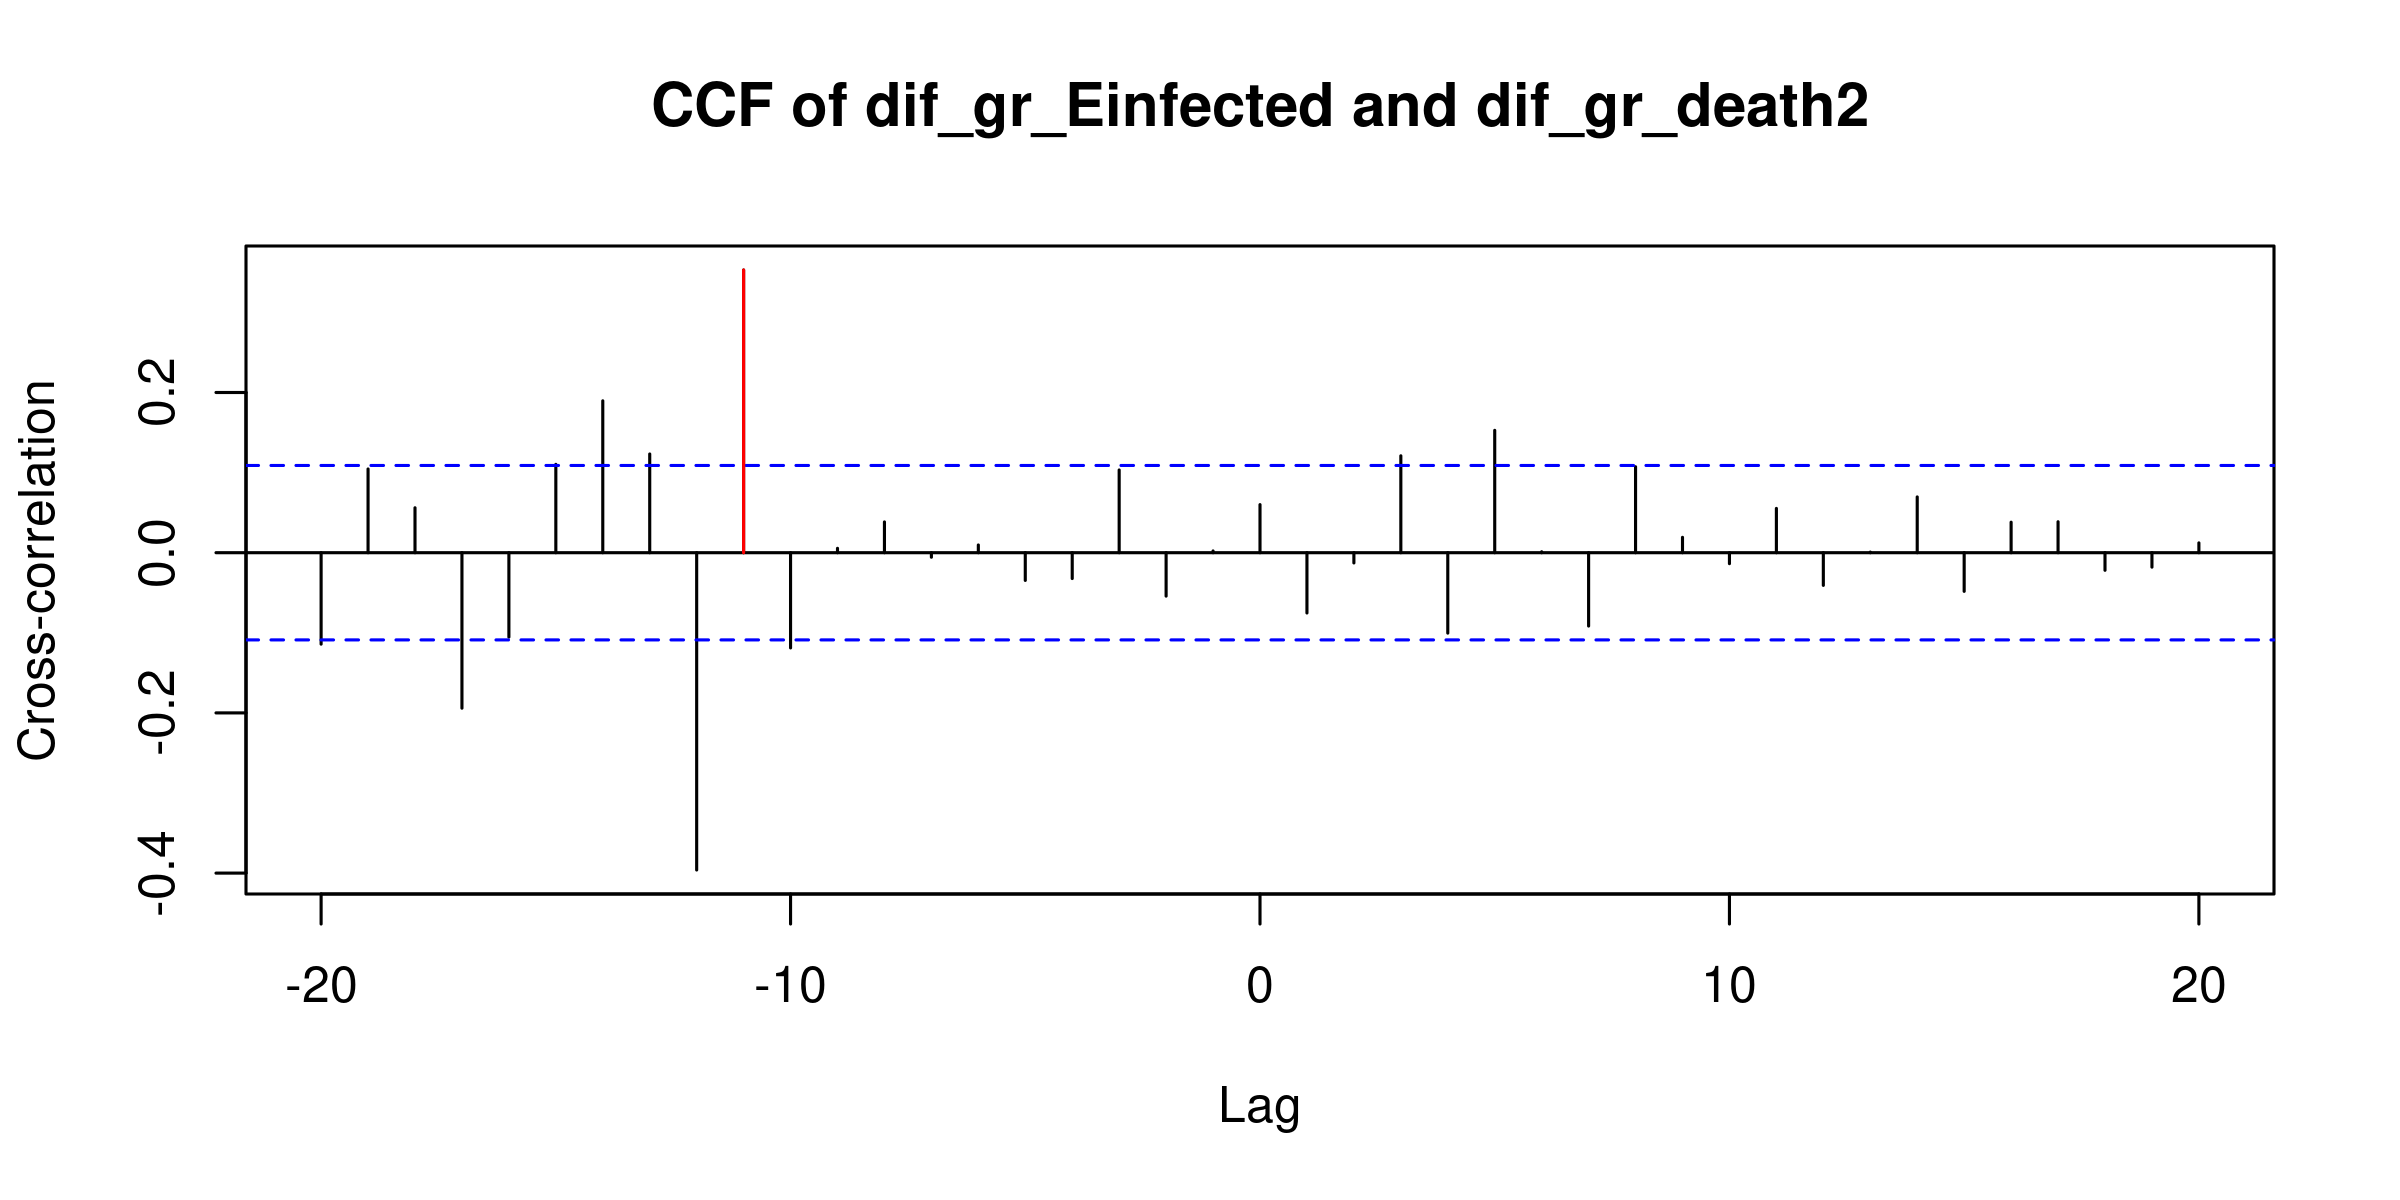 CCF of dif_gr_Einfected and dif_gr_death2
Cross-correlation
0.2
0.0
-0.2
-0.4
-20 -10 0 10 20
Lag